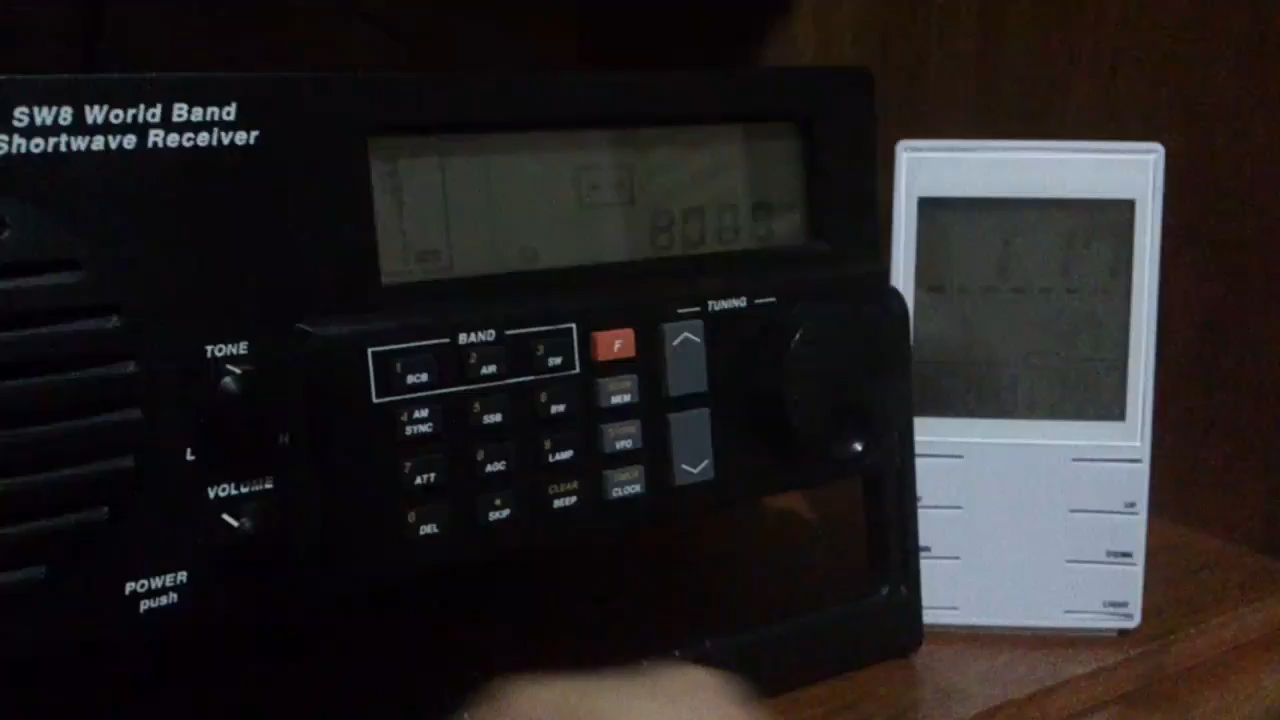 SW8 World Band
Shortwave Receiver
TUNING
BAND
1 BCB
2 AIR
3 SW
F
TONE
4 AM SYNC
5 SSB
6 BW
MEM
L H
7 ATT
8 AGC
9 LAMP
VFO
VOLUME
0 DEL
* SKIP
CLEAR BEEP
TIMER CLOCK
POWER
push
UP
DOWN
LIGHT